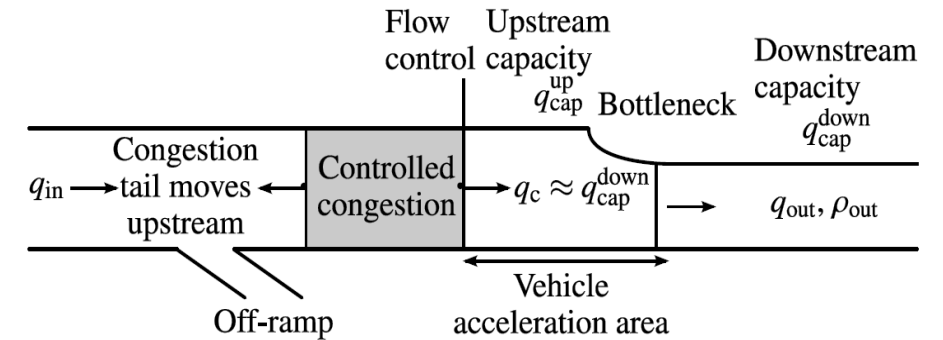 Flow
control
Upstream
capacity
q_cap^up
Bottleneck
Downstream
capacity
q_cap^down
Congestion
q_in
tail moves
upstream
Controlled
congestion
q_c ≈ q_cap^down
q_out, ρ_out
Vehicle
acceleration area
Off-ramp